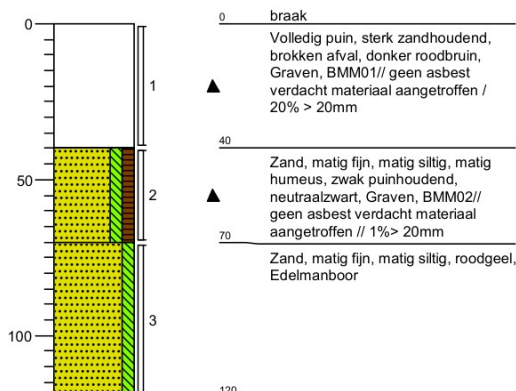 0
0
braak
Volledig puin, sterk zandhoudend,
brokken afval, donker roodbruin,
Graven, BMM01// geen asbest
verdacht materiaal aangetroffen /
20% > 20mm
1
40
Zand, matig fijn, matig siltig, matig
humeus, zwak puinhoudend,
neutraalzwart, Graven, BMM02//
geen asbest verdacht materiaal
aangetroffen // 1%> 20mm
50
2
70
Zand, matig fijn, matig siltig, roodgeel,
Edelmanboor
3
100
120